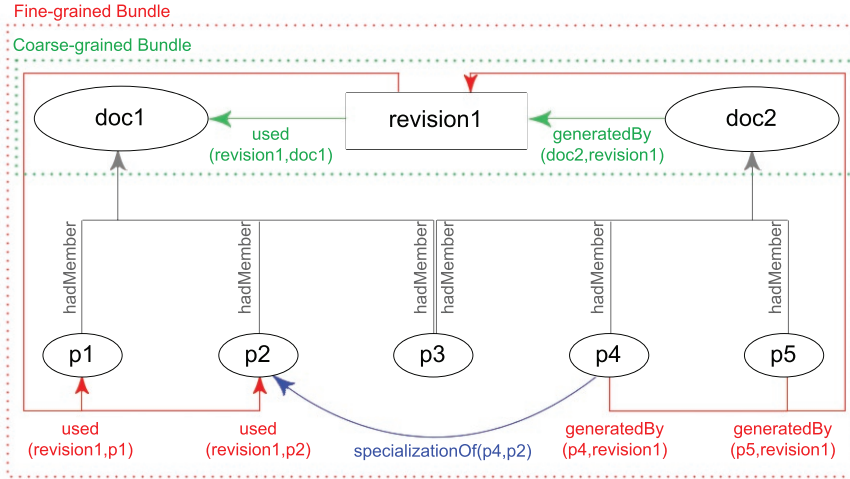 Fine-grained Bundle
Coarse-grained Bundle
doc1
revision1
doc2
used
(revision1,doc1)
generatedBy
(doc2,revision1)
hadMember
hadMember
hadMember
hadMember
hadMember
hadMember
p1
p2
p3
p4
p5
used
(revision1,p1)
used
(revision1,p2)
specializationOf(p4,p2)
generatedBy
(p4,revision1)
generatedBy
(p5,revision1)